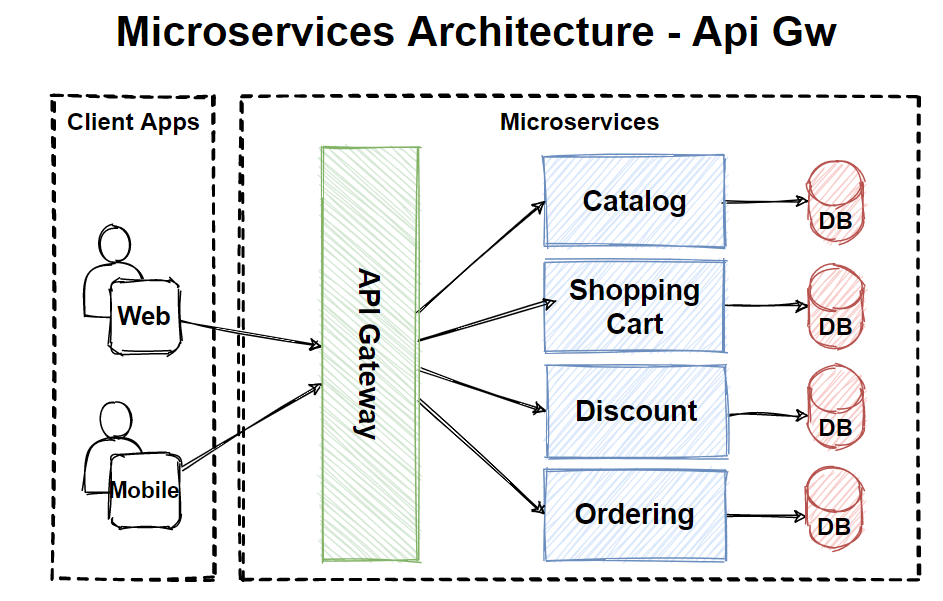 Microservices Architecture - Api Gw
Client Apps
Microservices
Web
Mobile
API Gateway
Catalog
DB
Shopping
Cart
DB
Discount
DB
Ordering
DB